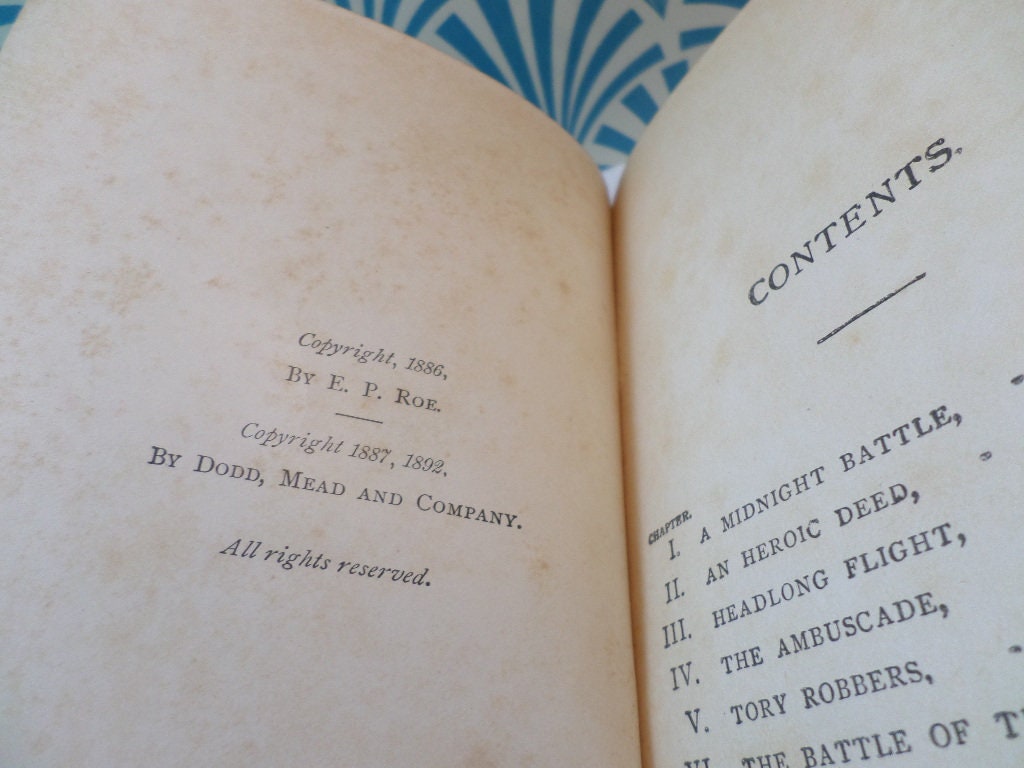 Copyright, 1886,
By E. P. Roe.
Copyright 1887, 1892,
By Dodd, Mead and Company.
All rights reserved.
CONTENTS.
CHAPTER.
I. A MIDNIGHT BATTLE,
II. AN HEROIC DEED,
III. HEADLONG FLIGHT,
IV. THE AMBUSCADE,
V. TORY ROBBERS,
VI. THE BATTLE OF